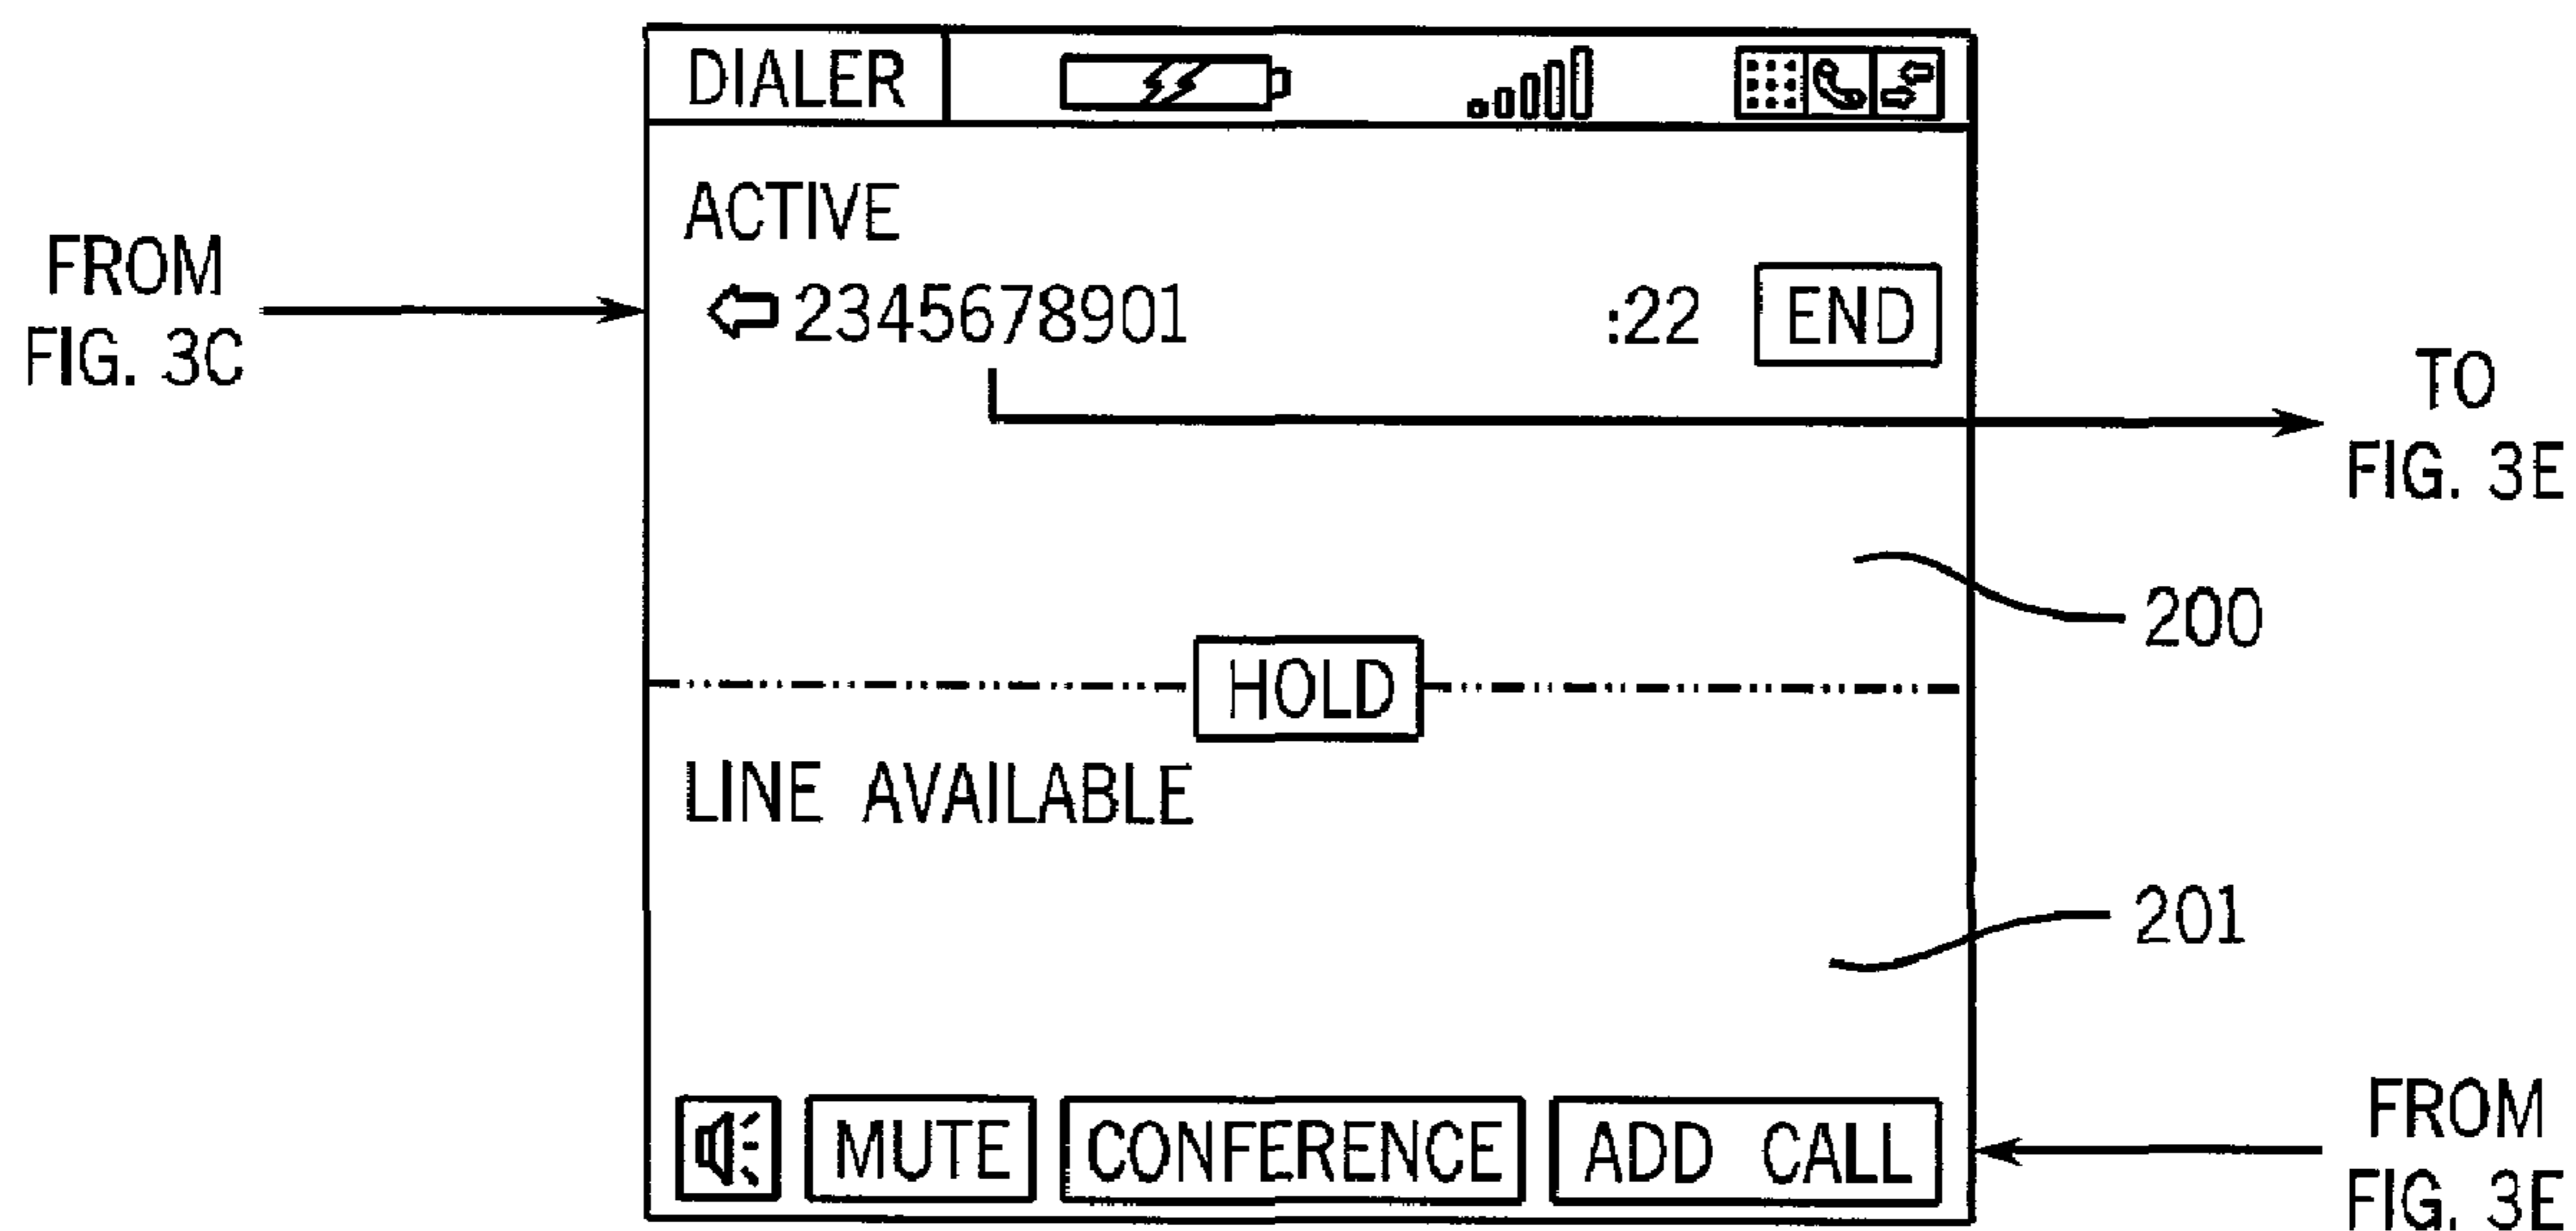 DIALER
ACTIVE
FROM
FIG. 3C
2345678901 :22 END
TO
FIG. 3E
200
HOLD
LINE AVAILABLE
201
MUTE CONFERENCE ADD CALL
FROM
FIG. 3E